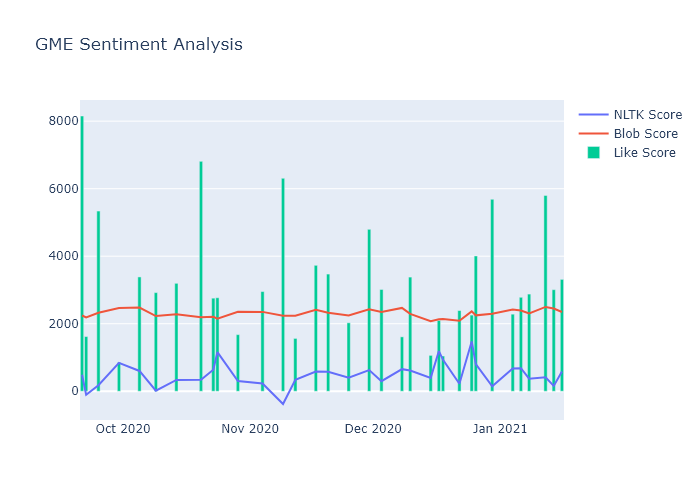 GME Sentiment Analysis
NLTK Score
Blob Score
Like Score
8000
6000
4000
2000
0
Oct 2020
Nov 2020
Dec 2020
Jan 2021